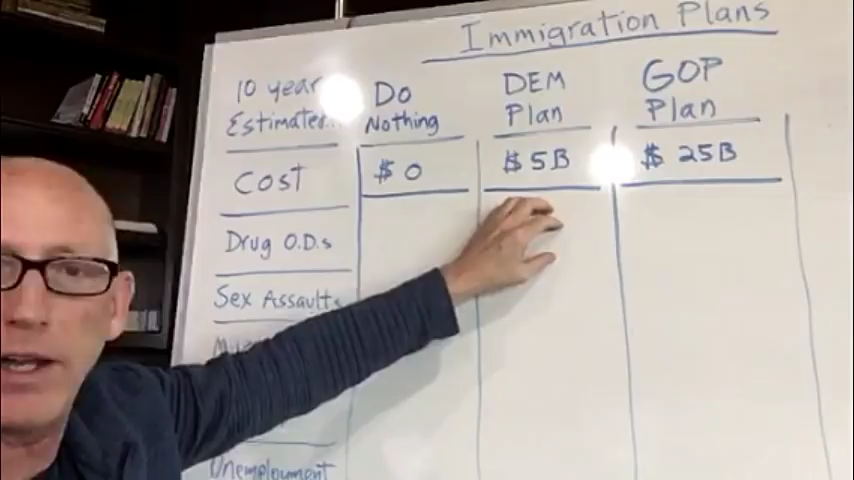 Immigration Plans
10 year Do DEM GOP
Estimates Nothing Plan Plan
Cost $0 $5B $25B
Drug O.D.s
Sex Assaults
Unemployment